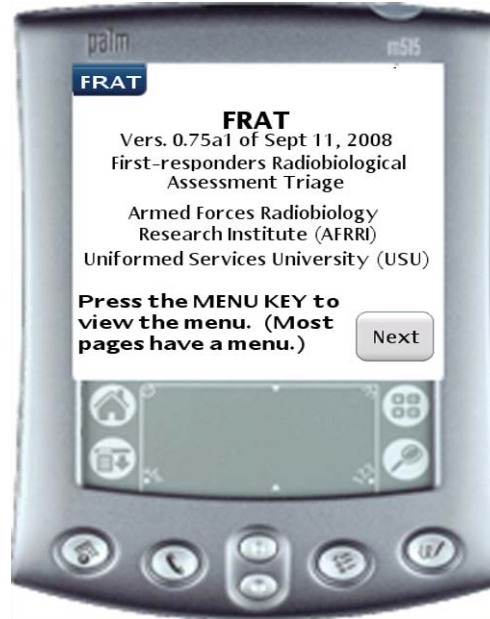 palm
m515
FRAT
FRAT
Vers. 0.75a1 of Sept 11, 2008
First-responders Radiobiological
Assessment Triage
Armed Forces Radiobiology
Research Institute (AFRRI)
Uniformed Services University (USU)
Press the MENU KEY to
view the menu. (Most
pages have a menu.)
Next